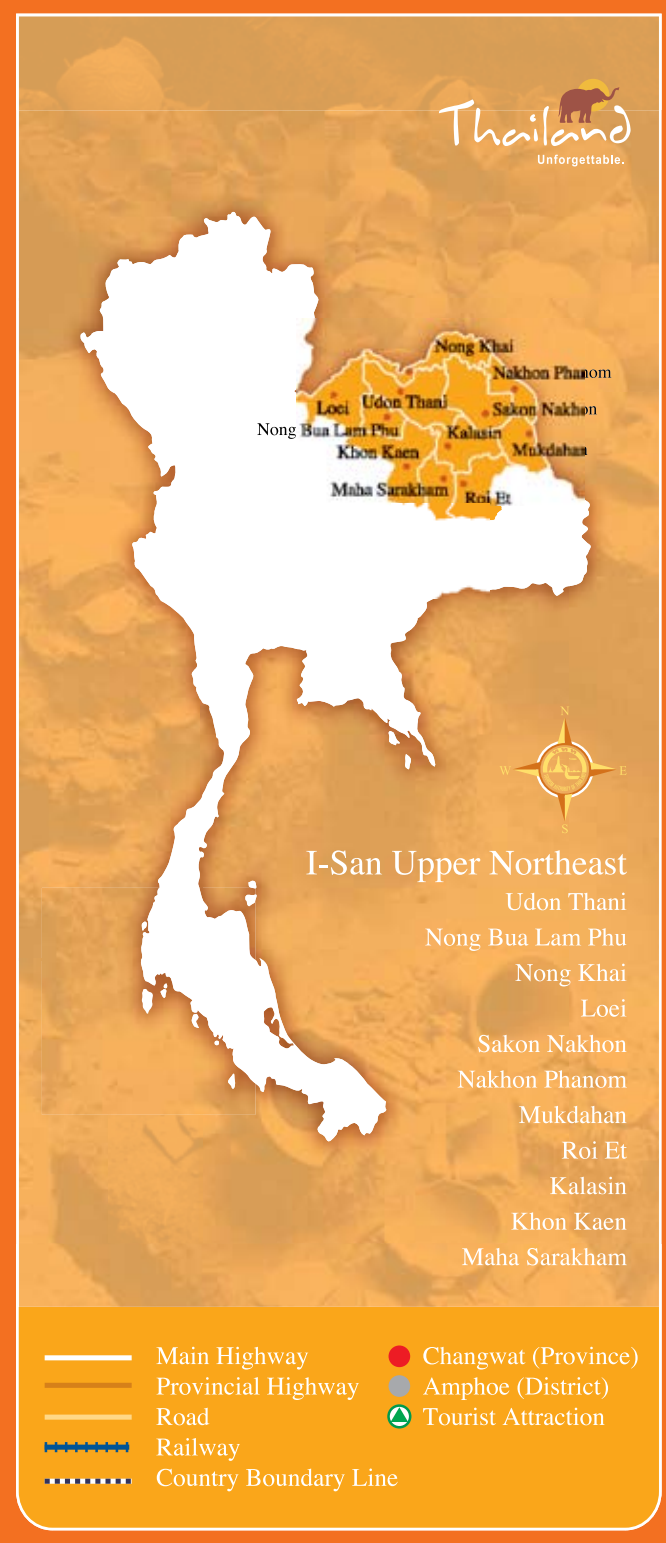 Thailand
Unforgettable.
Nong Khai
Nakhon Phanom
Loei
Udon Thani
Sakon Nakhon
Nong Bua Lam Phu
Kalasin
Khon Kaen
Mukdahan
Maha Sarakham
Roi Et
N
W
E
S
I-San Upper Northeast
Udon Thani
Nong Bua Lam Phu
Nong Khai
Loei
Sakon Nakhon
Nakhon Phanom
Mukdahan
Roi Et
Kalasin
Khon Kaen
Maha Sarakham
Main Highway
Provincial Highway
Road
Railway
Country Boundary Line
Changwat (Province)
Amphoe (District)
Tourist Attraction